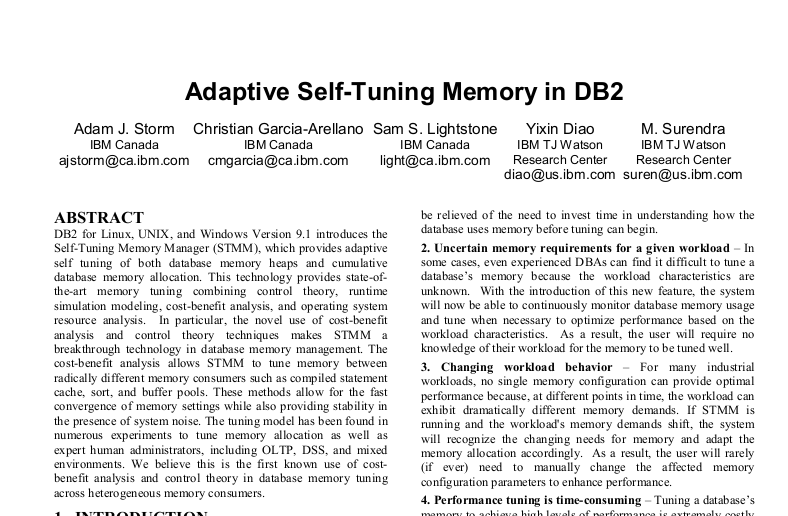 Adaptive Self-Tuning Memory in DB2
Adam J. Storm
IBM Canada
ajstorm@ca.ibm.com
Christian Garcia-Arellano
IBM Canada
cmgarcia@ca.ibm.com
Sam S. Lightstone
IBM Canada
light@ca.ibm.com
Yixin Diao
IBM TJ Watson
Research Center
diao@us.ibm.com
M. Surendra
IBM TJ Watson
Research Center
suren@us.ibm.com
ABSTRACT
DB2 for Linux, UNIX, and Windows Version 9.1 introduces the
Self-Tuning Memory Manager (STMM), which provides adaptive
self tuning of both database memory heaps and cumulative
database memory allocation. This technology provides state-of-
the-art memory tuning combining control theory, runtime
simulation modeling, cost-benefit analysis, and operating system
resource analysis. In particular, the novel use of cost-benefit
analysis and control theory techniques makes STMM a
breakthrough technology in database memory management. The
cost-benefit analysis allows STMM to tune memory between
radically different memory consumers such as compiled statement
cache, sort, and buffer pools. These methods allow for the fast
convergence of memory settings while also providing stability in
the presence of system noise. The tuning model has been found in
numerous experiments to tune memory allocation as well as
expert human administrators, including OLTP, DSS, and mixed
environments. We believe this is the first known use of cost-
benefit analysis and control theory in database memory tuning
across heterogeneous memory consumers.
1. INTRODUCTION
be relieved of the need to invest time in understanding how the
database uses memory before tuning can begin.
2. Uncertain memory requirements for a given workload – In
some cases, even experienced DBAs can find it difficult to tune a
database's memory because the workload characteristics are
unknown. With the introduction of this new feature, the system
will now be able to continuously monitor database memory usage
and tune when necessary to optimize performance based on the
workload characteristics. As a result, the user will require no
knowledge of their workload for the memory to be tuned well.
3. Changing workload behavior – For many industrial
workloads, no single memory configuration can provide optimal
performance because, at different points in time, the workload can
exhibit dramatically different memory demands. If STMM is
running and the workload's memory demands shift, the system
will recognize the changing needs for memory and adapt the
memory allocation accordingly. As a result, the user will rarely
(if ever) need to manually change the affected memory
configuration parameters to enhance performance.
4. Performance tuning is time-consuming – Tuning a database's
memory to achieve high levels of performance is extremely costly